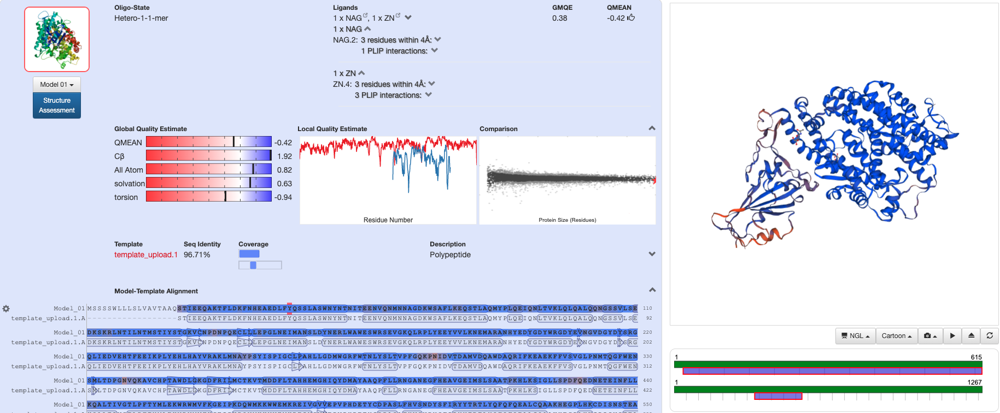 Oligo-State
Hetero-1-1-mer
Ligands
1 x NAG, 1 x ZN
1 x NAG
NAG.2: 3 residues within 4Å:
1 PLIP interactions:
1 x ZN
ZN.4: 3 residues within 4Å:
3 PLIP interactions:
GMQE
0.38
QMEAN
-0.42
Model 01
Structure
Assessment
Global Quality Estimate
QMEAN -0.42
Cβ 1.92
All Atom 0.82
solvation 0.63
torsion -0.94
Local Quality Estimate
Residue Number
Comparison
Protein Size (Residues)
Template Seq Identity Coverage Description
template_upload.1 96.71% Polypeptide
Model-Template Alignment
Model_01 MSSSSWLLLSLVAVTAAQSTIEEQAKTFLDKFNHEAEDLFYQSSLASWNYNTNITEENVQNMNNAGDKWSAFLKEQSTLAQMYPLQEIQNLTVKLQLQALQQNGSSVLSE 110
template_upload.1.A ------------------STIEEQAKTFLDKFNHEAEDLFYQSSLASWNYNTNITEENVQNMNNAGDKWSAFLKEQSTLAQMYPLQEIQNLTVKLQLQALQQNGSSVLSE 92
Model_01 DKSKRLNTILNTMSTIYSTGKVCNPDNPQECLLLEPGLNEIMANSLDYNERLWAWESWRSEVGKQLRPLYEEYVVLKNEMARANHYEDYGDYWRGDYEVNGVDGYDYSRG 220
template_upload.1.A DKSKRLNTILNTMSTIYSTGKVCNPDNPQECLLLEPGLNEIMANSLDYNERLWAWESWRSEVGKQLRPLYEEYVVLKNEMARANHYEDYGDYWRGDYEVNGVDGYDYSRG 202
Model_01 QLIEDVEHTFEEIKPLYEHLHAYVRAKLMNAYPSYISPIGCLPAHLLGDMWGRFWTNLYSLTVPFGQKPNIDVTDAMVDQAWDAQRIFKEAEKFFVSVGLPNMTQGFWEN 330
template_upload.1.A QLIEDVEHTFEEIKPLYEHLHAYVRAKLMNAYPSYISPIGCLPAHLLGDMWGRFWTNLYSLTVPFGQKPNIDVTDAMVDQAWDAQRIFKEAEKFFVSVGLPNMTQGFWEN 312
Model_01 SMLTDPGNVQKAVCHPTAWDLGKGDFRILMCTKVTMDDFLTAHHEMGHIQYDMAYAAQPFLLRNGANEGFHEAVGEIMSLSAATPKHLKSIGLLSPDFQEDNETEINFLL 440
template_upload.1.A SMLTDPGNVQKAVCHPTAWDLGKGDFRILMCTKVTMDDFLTAHHEMGHIQYDMAYAAQPFLLRNGANEGFHEAVGEIMSLSAATPKHLKSIGLLSPDFQEDNETEINFLL 422
Model_01 KQALTIVGTLPFTYMLEKWRWMVFKGEIPKDQWMKKWWEMKREIVGVVEPVPHDETYCDPASLFHVSNDYSFIRYYTRTLYQFQFQEALCQAAKHEGPLHKCDISNSTEA 550
NGL
Cartoon
1 615
1 1267